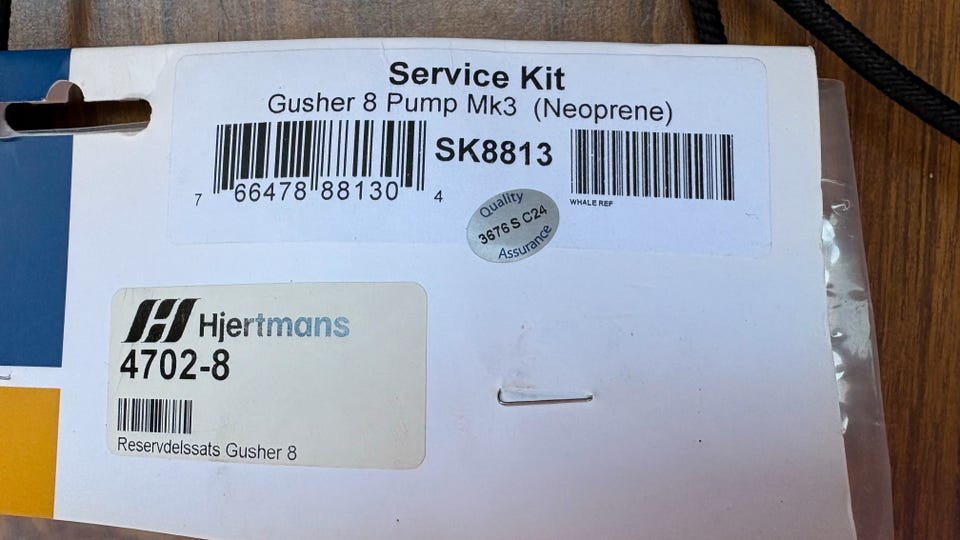 Service Kit
Gusher 8 Pump Mk3 (Neoprene)
SK8813
7 66478 88130 4
WHALE REF
Quality
3676 S C24
Assurance
Hjertmans
4702-8
Reservdelssats Gusher 8